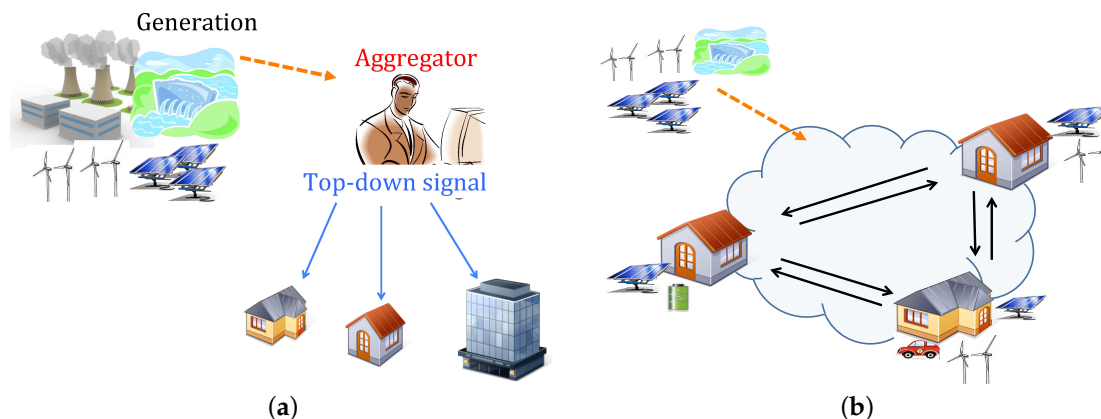 Generation
Aggregator
Top-down signal
(a)
(b)